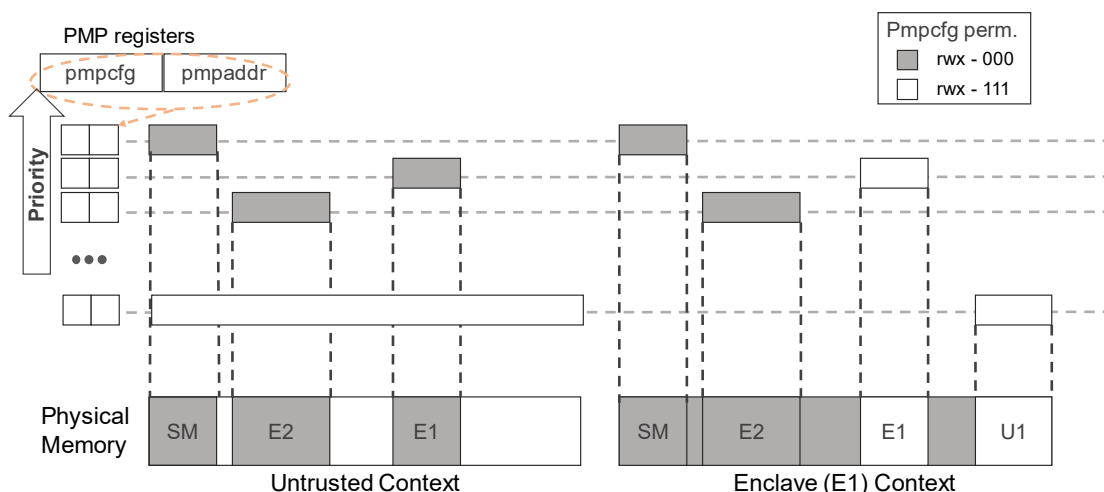 PMP registers
pmpcfg pmpaddr
Pmpcfg perm.
rwx - 000
rwx - 111
Priority
•••
Physical
Memory
SM E2 E1
SM E2 E1 U1
Untrusted Context
Enclave (E1) Context